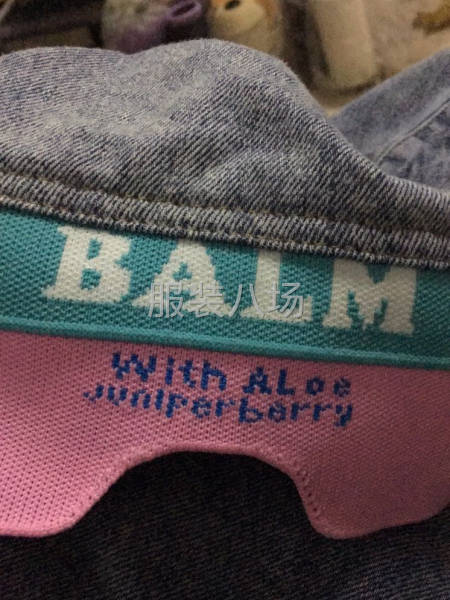 BALM
服装八场
With ALoe
Juniperberry